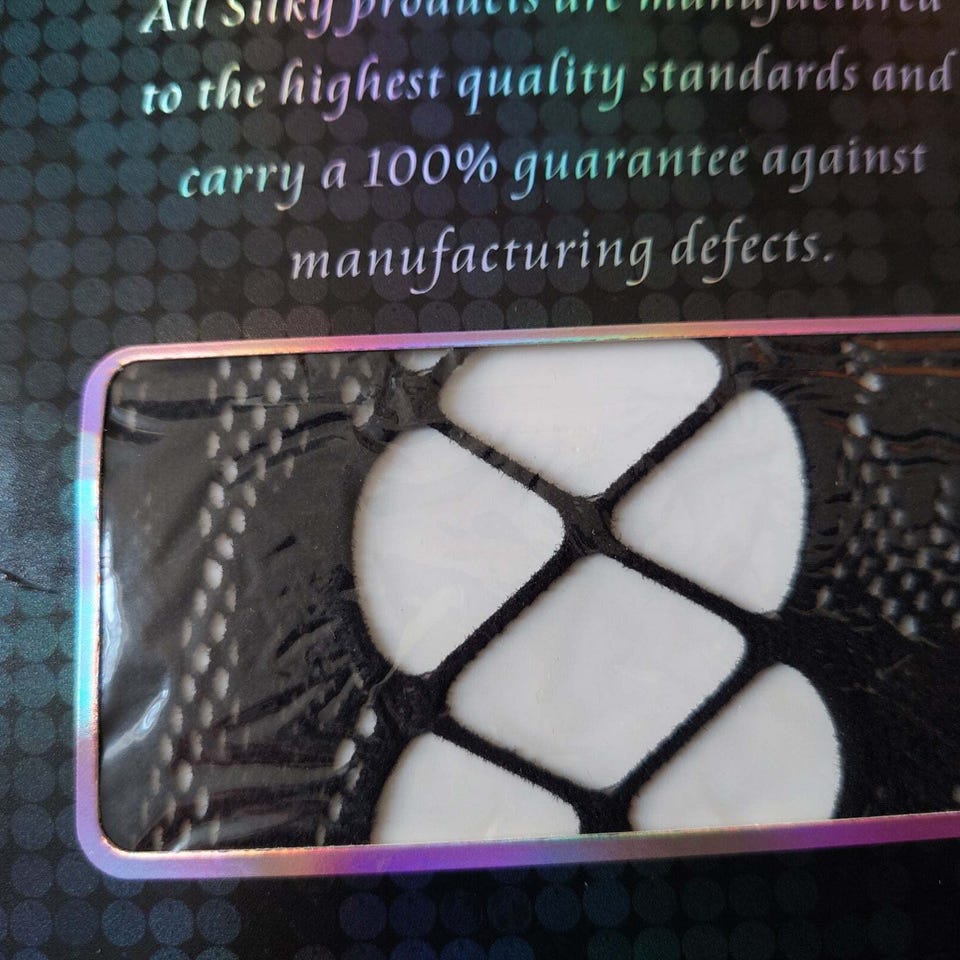 All Silky products are manufactured
to the highest quality standards and
carry a 100% guarantee against
manufacturing defects.